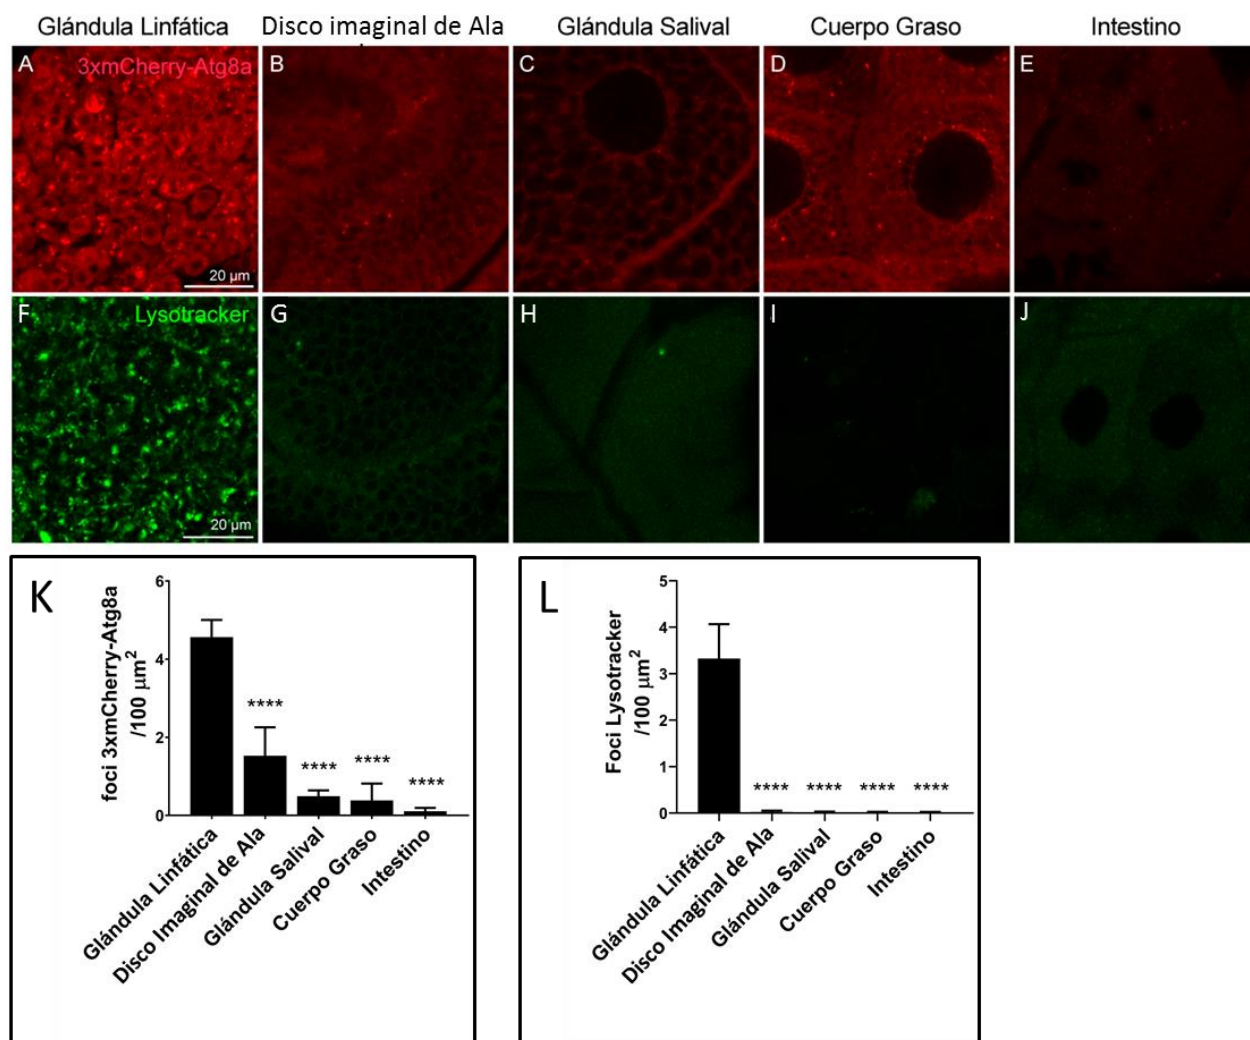 Glándula Linfática
Disco imaginal de Ala
Glándula Salival
Cuerpo Graso
Intestino
A
3xmCherry-Atg8a
B
C
D
E
20 µm
F
Lysotracker
G
H
I
J
20 µm
K
foci 3xmCherry-Atg8a
/100 µm²
6
4
2
0
****
****
****
****
Glándula Linfática
Disco Imaginal de Ala
Glándula Salival
Cuerpo Graso
Intestino
L
Foci Lysotracker
/100 µm²
5
4
3
2
1
0
****
****
****
****
Glándula Linfática
Disco Imaginal de Ala
Glándula Salival
Cuerpo Graso
Intestino